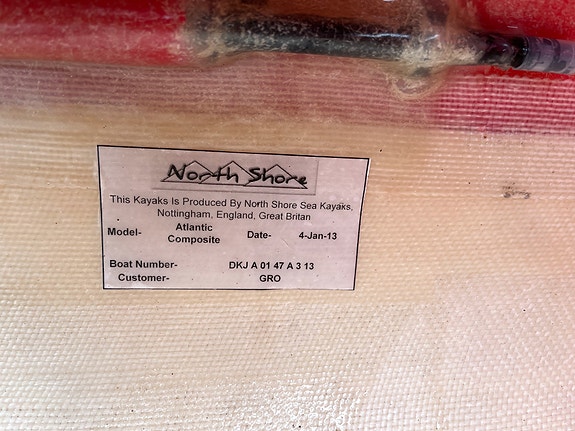 North Shore
This Kayaks Is Produced By North Shore Sea Kayaks,
Nottingham, England, Great Britan
Model- Atlantic Composite Date- 4-Jan-13
Boat Number- DKJ A 01 47 A 3 13
Customer- GRO